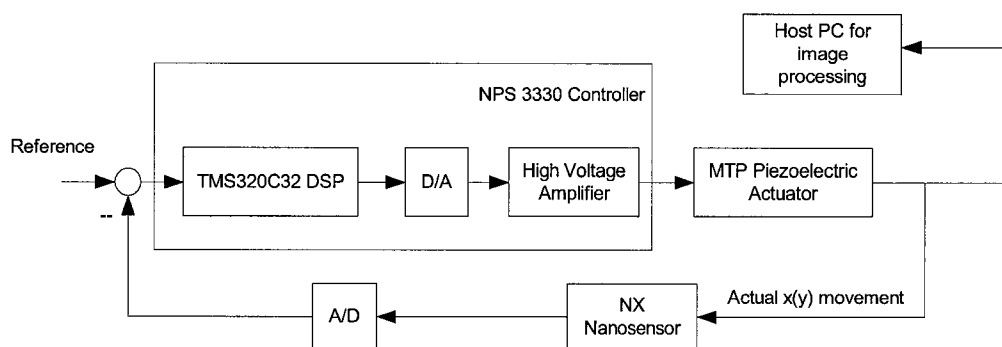 Host PC for
image
processing
NPS 3330 Controller
Reference
TMS320C32 DSP
D/A
High Voltage
Amplifier
MTP Piezoelectric
Actuator
--
A/D
NX
Nanosensor
Actual x(y) movement